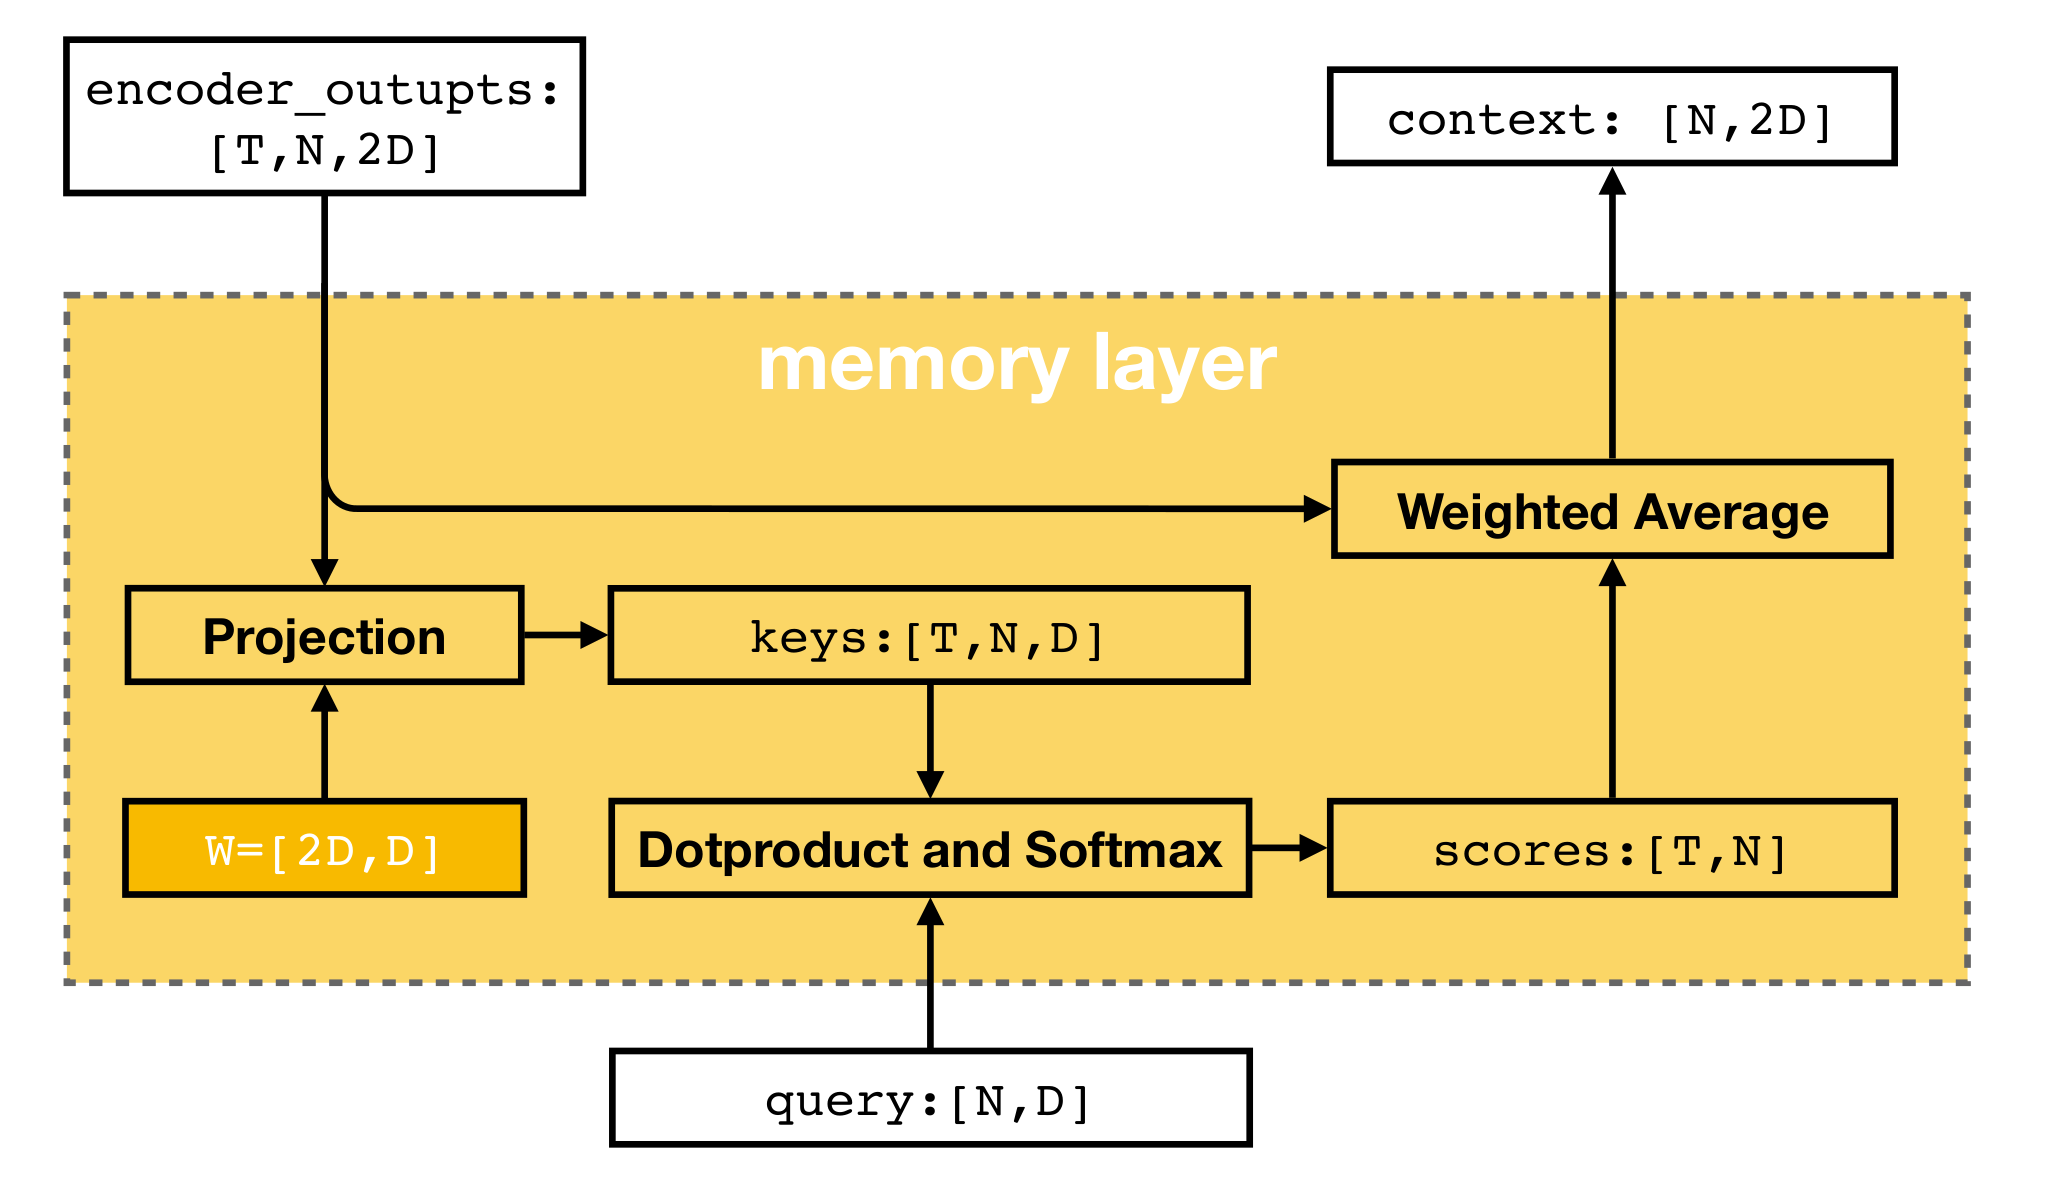 encoder_outupts:
[T,N,2D]
context: [N,2D]
memory layer
Weighted Average
Projection
keys:[T,N,D]
W=[2D,D]
Dotproduct and Softmax
scores:[T,N]
query:[N,D]